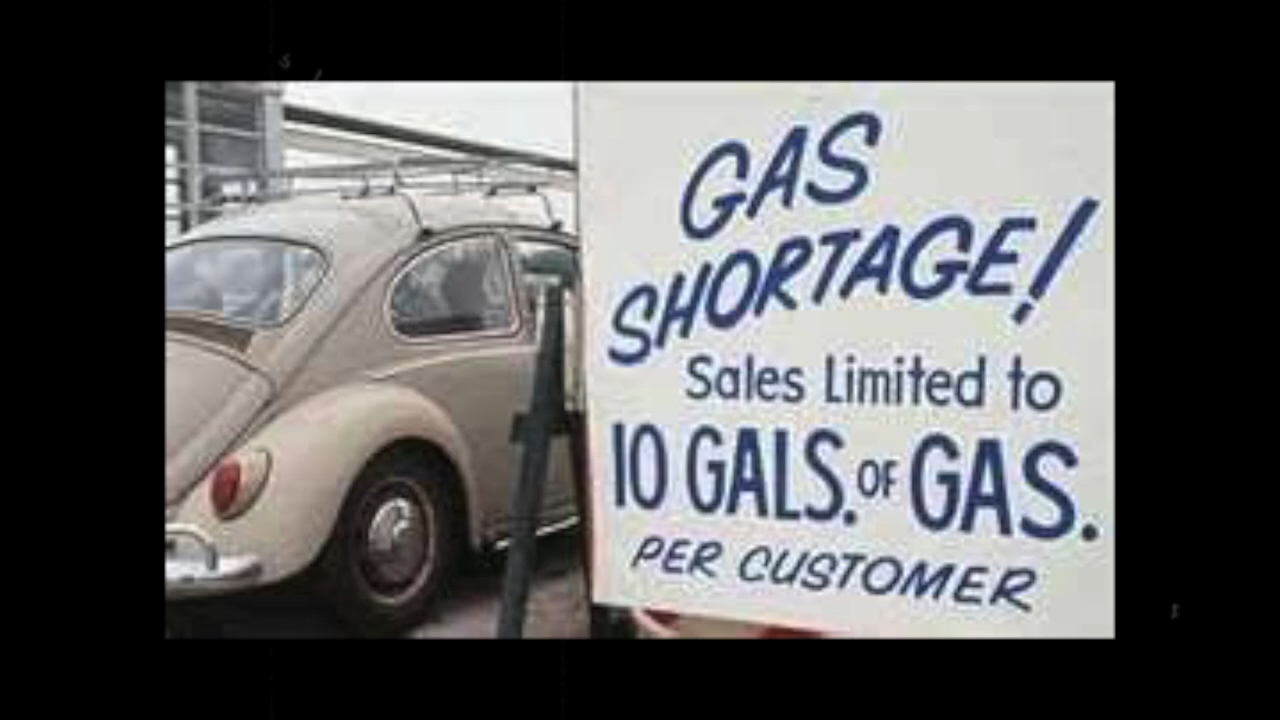 GAS
SHORTAGE!
Sales Limited to
10 GALS. OF GAS.
PER CUSTOMER